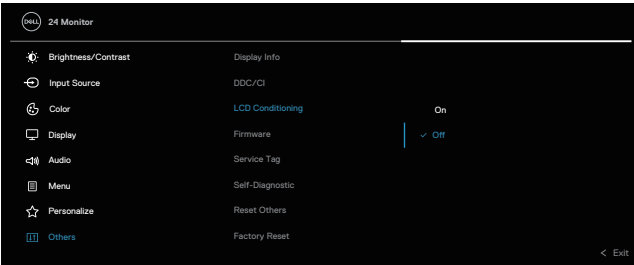 DELL 24 Monitor
Brightness/Contrast Display Info
Input Source DDC/CI
Color LCD Conditioning On
Display Firmware Off
Audio Service Tag
Menu Self-Diagnostic
Personalize Reset Others
Others Factory Reset
< Exit